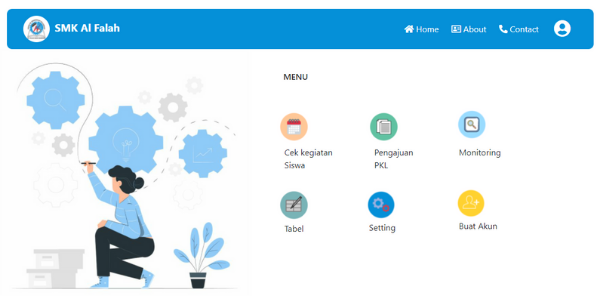 SMK Al Falah
Home About Contact
MENU
Cek kegiatan
Siswa
Pengajuan
PKL
Monitoring
Tabel
Setting
Buat Akun